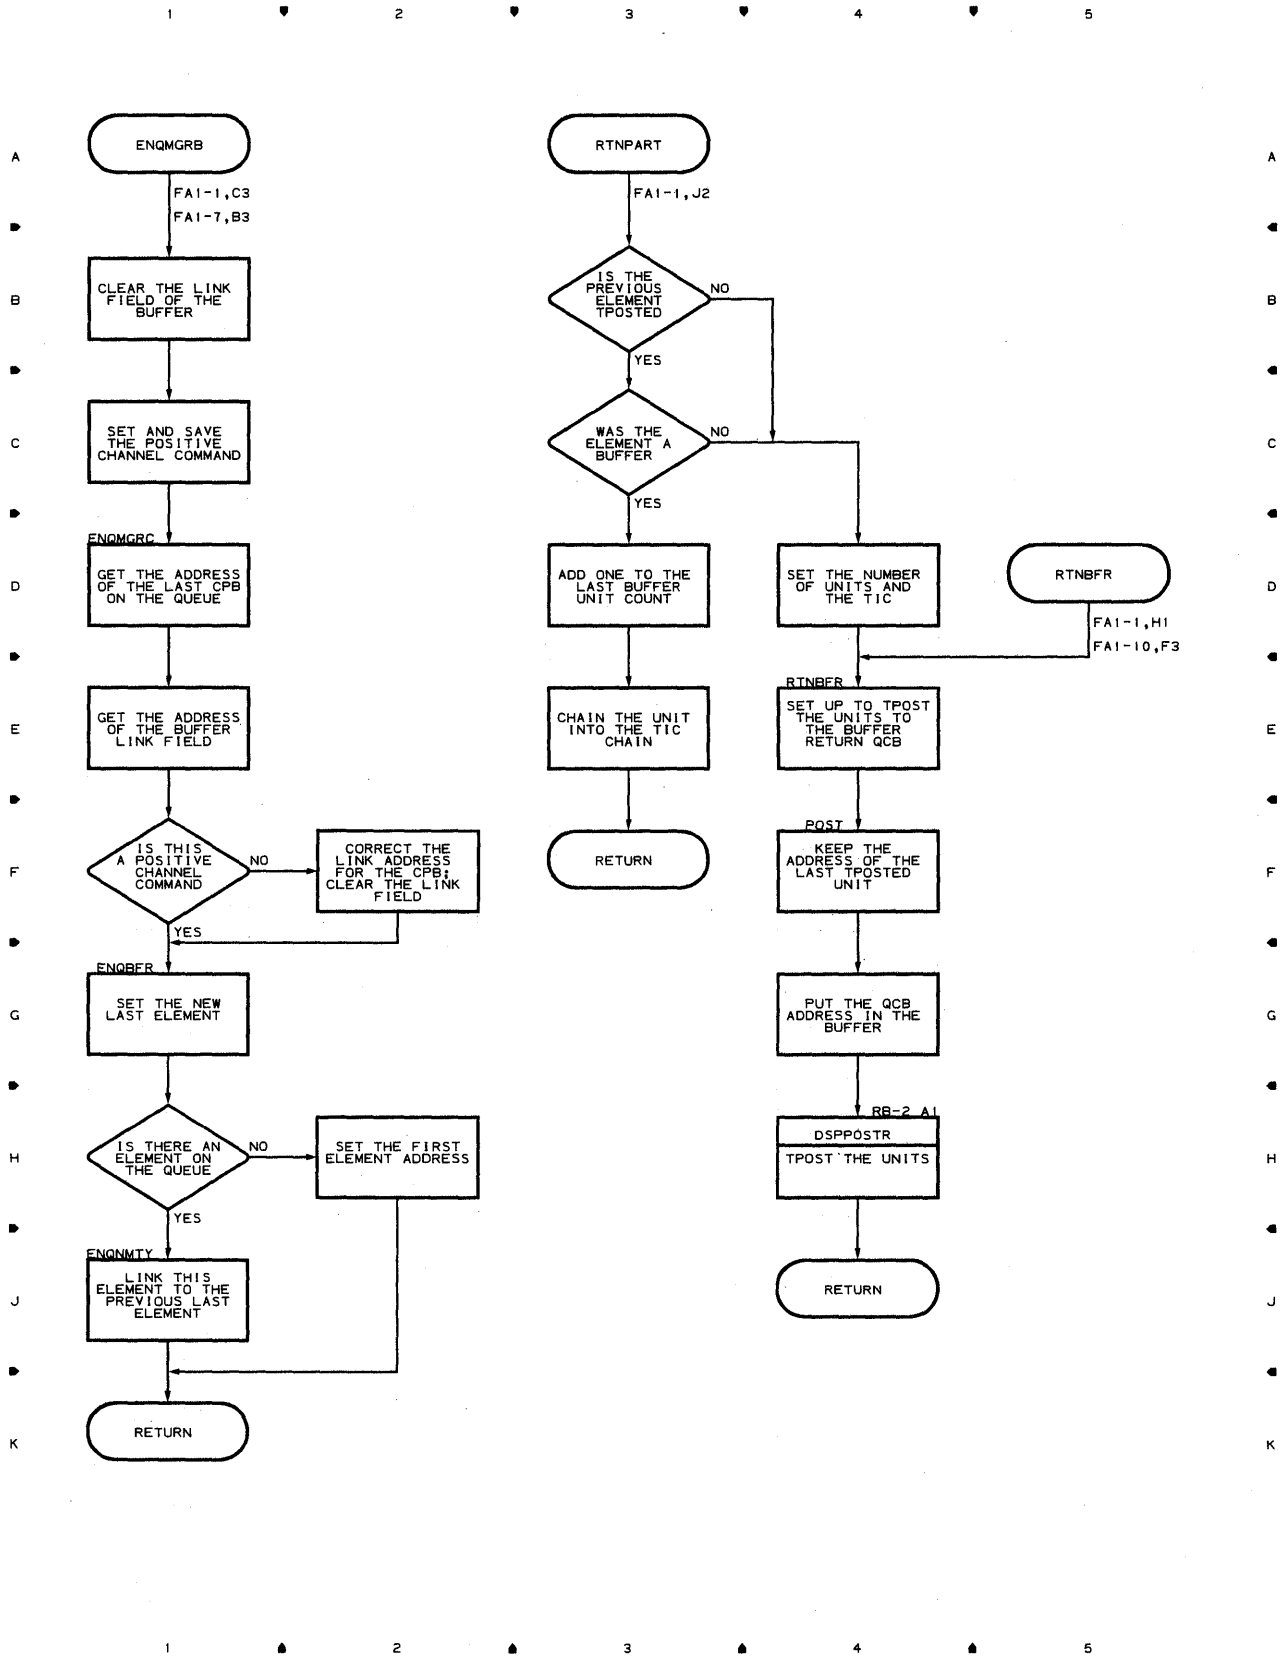 1 2 3 4 5
A
A
ENQMGRB
FA1-1,C3
FA1-7,B3
B
CLEAR THE LINK
FIELD OF THE
BUFFER
C
SET AND SAVE
THE POSITIVE
CHANNEL COMMAND
D
ENQMGRC
GET THE ADDRESS
OF THE LAST CPB
ON THE QUEUE
E
GET THE ADDRESS
OF THE BUFFER
LINK FIELD
F
IS THIS
A POSITIVE
CHANNEL
COMMAND
NO
CORRECT THE
LINK ADDRESS
FOR THE CPB;
CLEAR THE LINK
FIELD
YES
ENQBFR
G
SET THE NEW
LAST ELEMENT
H
IS THERE AN
ELEMENT ON
THE QUEUE
NO
SET THE FIRST
ELEMENT ADDRESS
YES
ENQNMTY
J
LINK THIS
ELEMENT TO THE
PREVIOUS LAST
ELEMENT
K
RETURN
RTNPART
FA1-1,J2
IS THE
PREVIOUS
ELEMENT
TPOSTED
NO
YES
WAS THE
ELEMENT A
BUFFER
NO
YES
ADD ONE TO THE
LAST BUFFER
UNIT COUNT
CHAIN THE UNIT
INTO THE TIC
CHAIN
RETURN
SET THE NUMBER
OF UNITS AND
THE TIC
RTNBFR
FA1-1,H1
FA1-10,F3
RTNBFR
SET UP TO TPOST
THE UNITS TO
THE BUFFER
RETURN QCB
POST
KEEP THE
ADDRESS OF THE
LAST TPOSTED
UNIT
PUT THE QCB
ADDRESS IN THE
BUFFER
RB-2 A1
DSPPOSTR
TPOST THE UNITS
RETURN
B
C
D
E
F
G
H
J
K
1 2 3 4 5